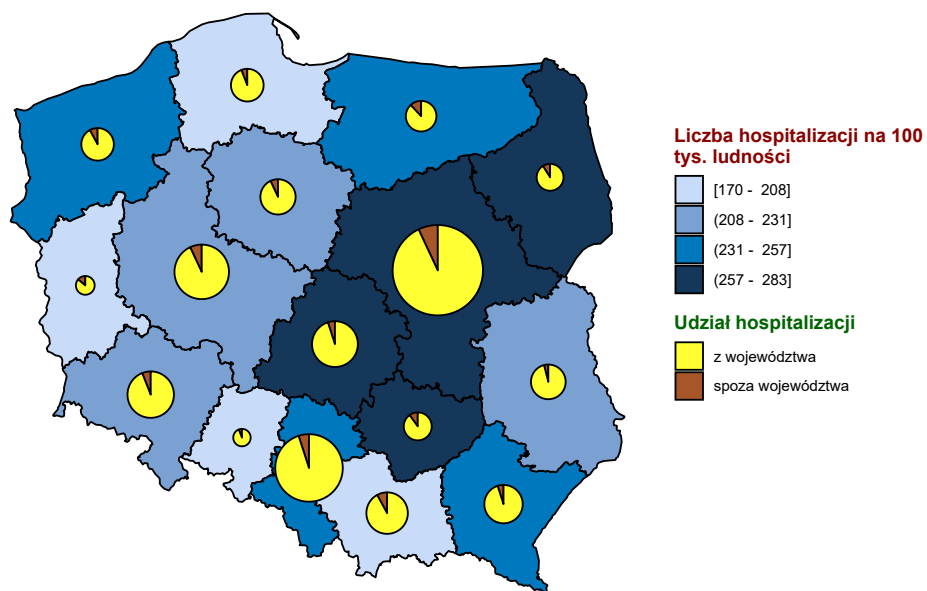 Liczba hospitalizacji na 100
tys. ludności
[170 - 208]
(208 - 231]
(231 - 257]
(257 - 283]
Udział hospitalizacji
z województwa
spoza województwa